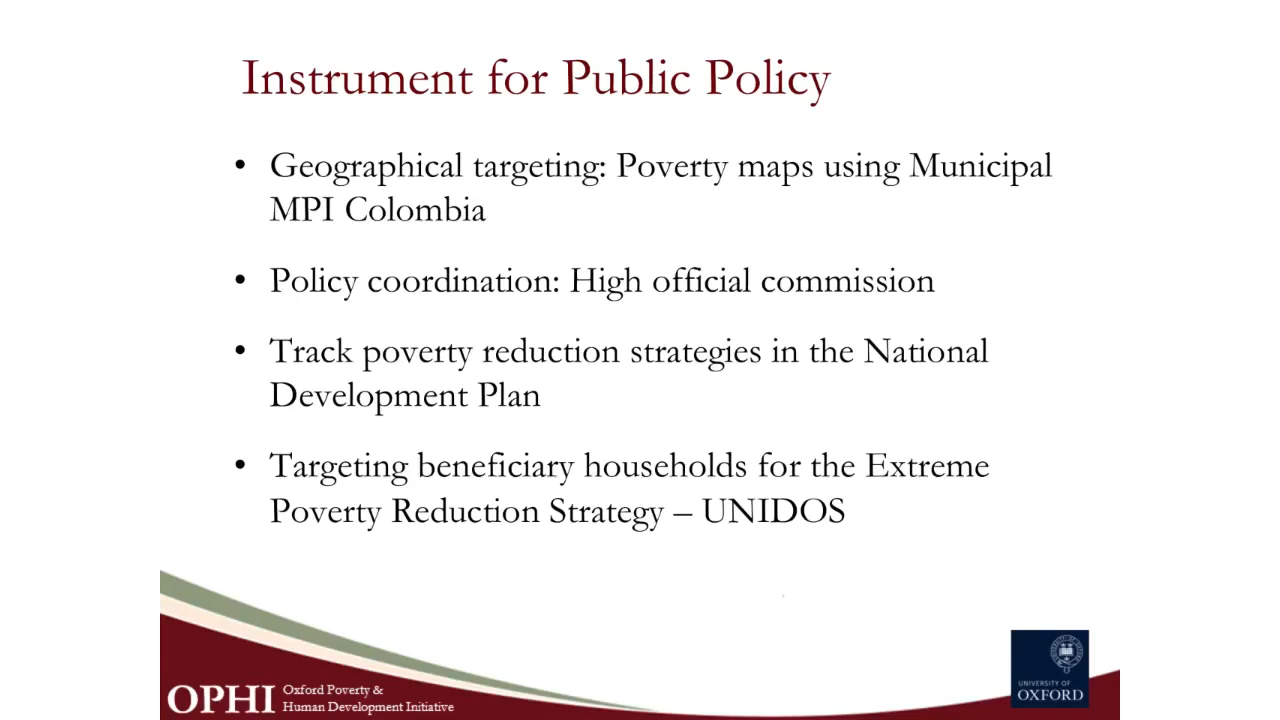 Instrument for Public Policy
• Geographical targeting: Poverty maps using Municipal
MPI Colombia
• Policy coordination: High official commission
• Track poverty reduction strategies in the National
Development Plan
• Targeting beneficiary households for the Extreme
Poverty Reduction Strategy – UNIDOS
OPHI
Oxford Poverty &
Human Development Initiative
UNIVERSITY OF
OXFORD